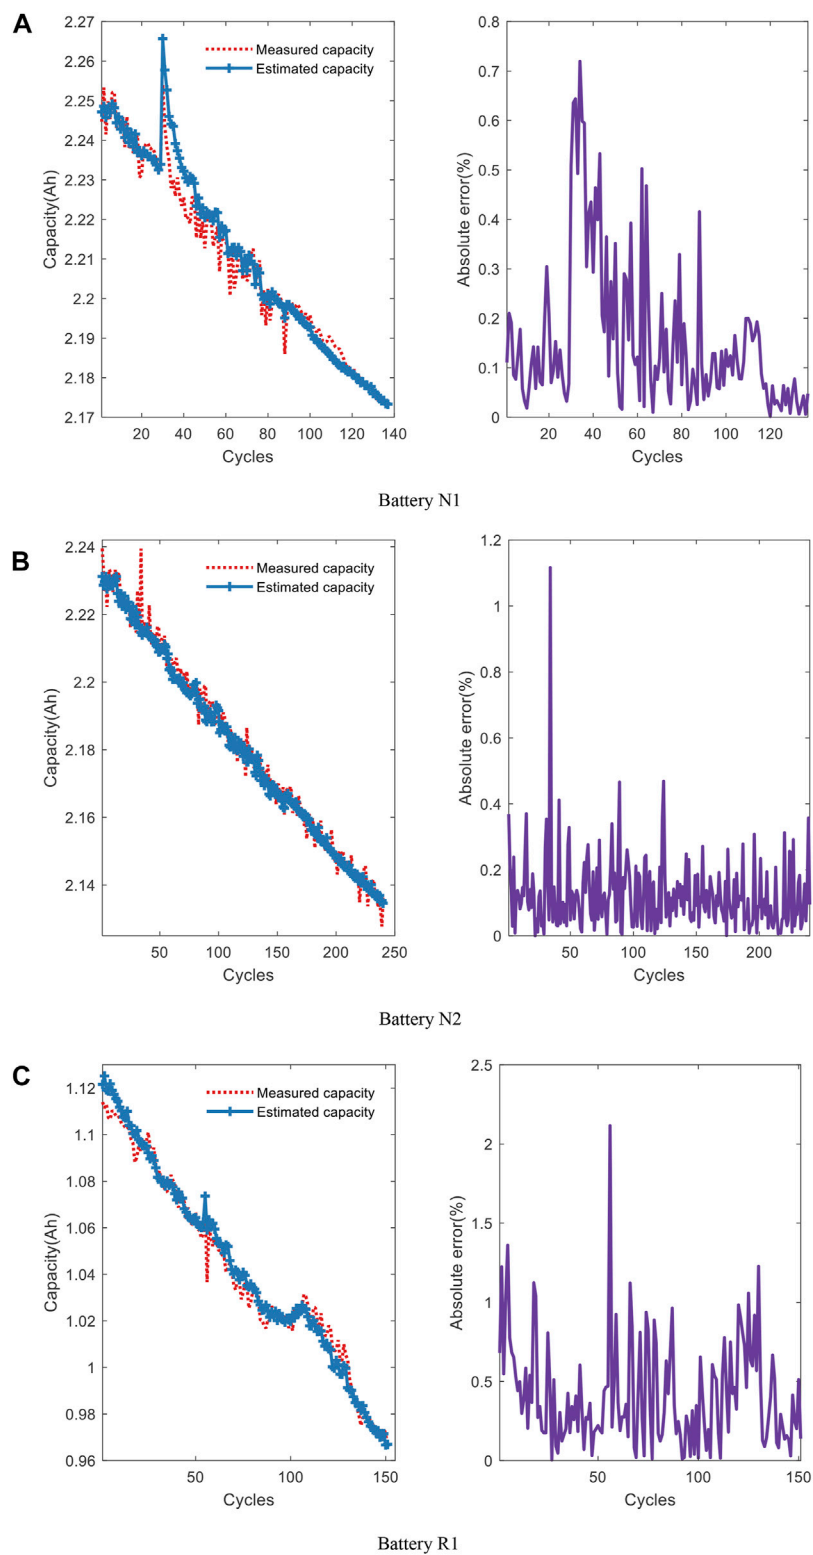 A
2.27
2.26
2.25
2.24
2.23
2.22
2.21
2.2
2.19
2.18
2.17
Capacity(Ah)
Measured capacity
Estimated capacity
20 40 60 80 100 120 140
Cycles
0.8
0.7
0.6
0.5
0.4
0.3
0.2
0.1
0
Absolute error(%)
20 40 60 80 100 120
Cycles
Battery N1
B
2.24
2.22
2.2
2.18
2.16
2.14
Capacity(Ah)
Measured capacity
Estimated capacity
50 100 150 200 250
Cycles
1.2
1
0.8
0.6
0.4
0.2
0
Absolute error(%)
50 100 150 200
Cycles
Battery N2
C
1.12
1.1
1.08
1.06
1.04
1.02
1
0.98
0.96
Capacity(Ah)
Measured capacity
Estimated capacity
50 100 150
Cycles
2.5
2
1.5
1
0.5
0
Absolute error(%)
50 100 150
Cycles
Battery R1